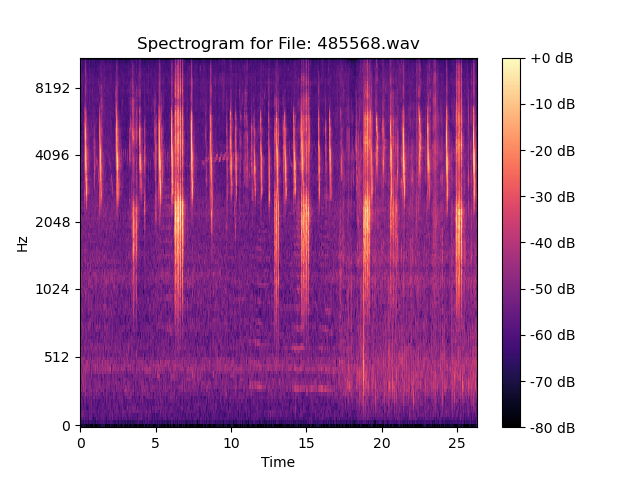 Spectrogram for File: 485568.wav
+0 dB
8192
-10 dB
4096
-20 dB
-30 dB
2048
Hz
-40 dB
1024
-50 dB
-60 dB
512
-70 dB
0
-80 dB
0 5 10 15 20 25
Time